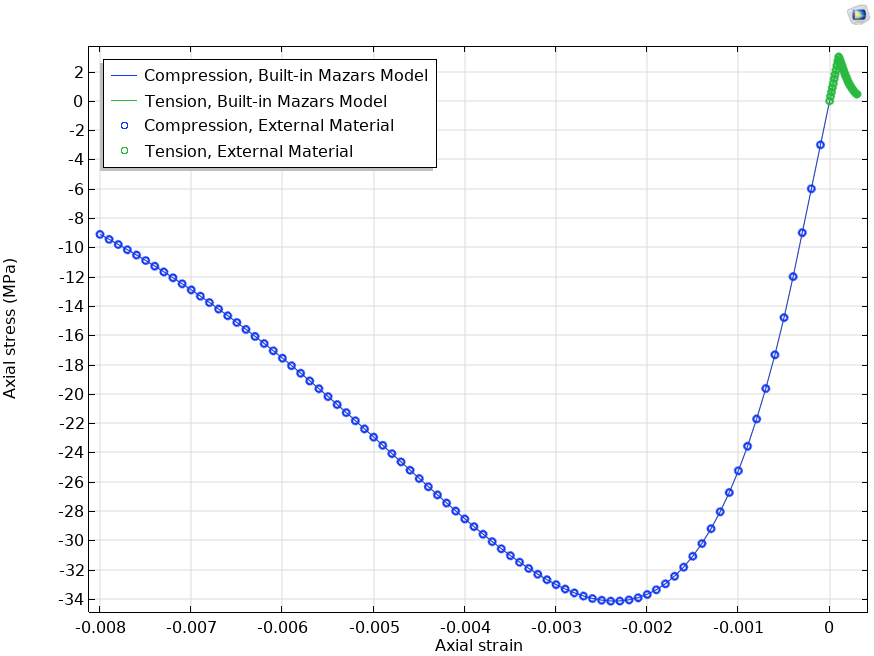 Compression, Built-in Mazars Model
Tension, Built-in Mazars Model
Compression, External Material
Tension, External Material
2
0
-2
-4
-6
-8
-10
-12
-14
-16
-18
-20
-22
-24
-26
-28
-30
-32
-34
Axial stress (MPa)
-0.008 -0.007 -0.006 -0.005 -0.004 -0.003 -0.002 -0.001 0
Axial strain